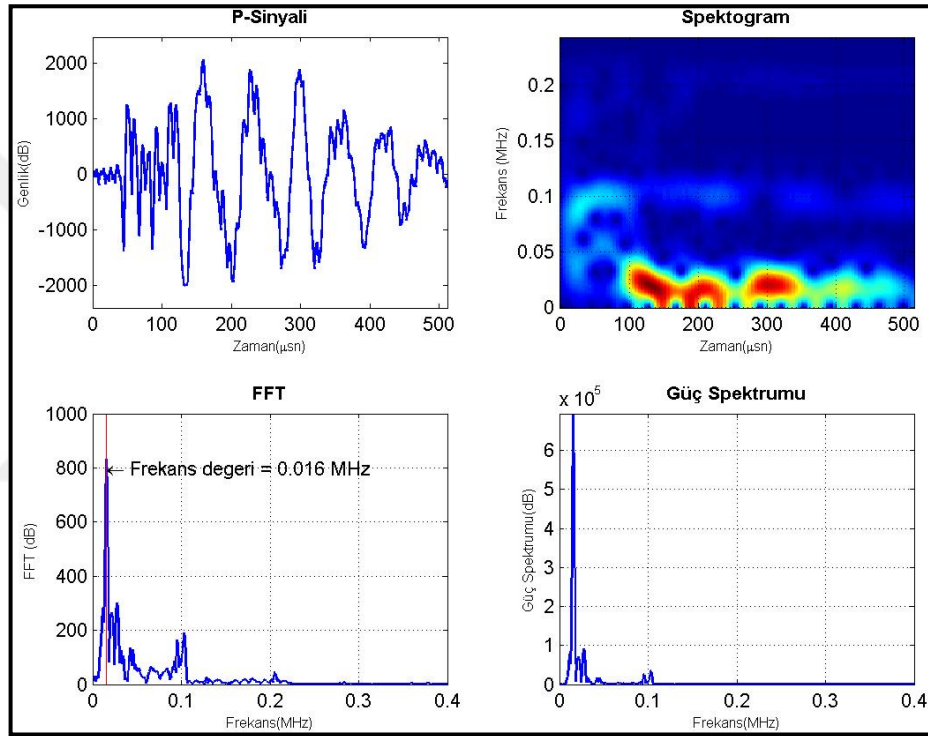 P-Sinyali
Genlik(dB)
2000
1000
0
-1000
-2000
0 100 200 300 400 500
Zaman(μsn)
Spektogram
Frekans (MHz)
0.2
0.15
0.1
0.05
0
0 100 200 300 400 500
Zaman(μsn)
FFT
FFT (dB)
1000
800
600
400
200
0
← Frekans degeri = 0.016 MHz
0 0.1 0.2 0.3 0.4
Frekans(MHz)
Güç Spektrumu
x 10^5
Güç Spektrumu(dB)
6
5
4
3
2
1
0
0 0.1 0.2 0.3 0.4
Frekans(MHz)